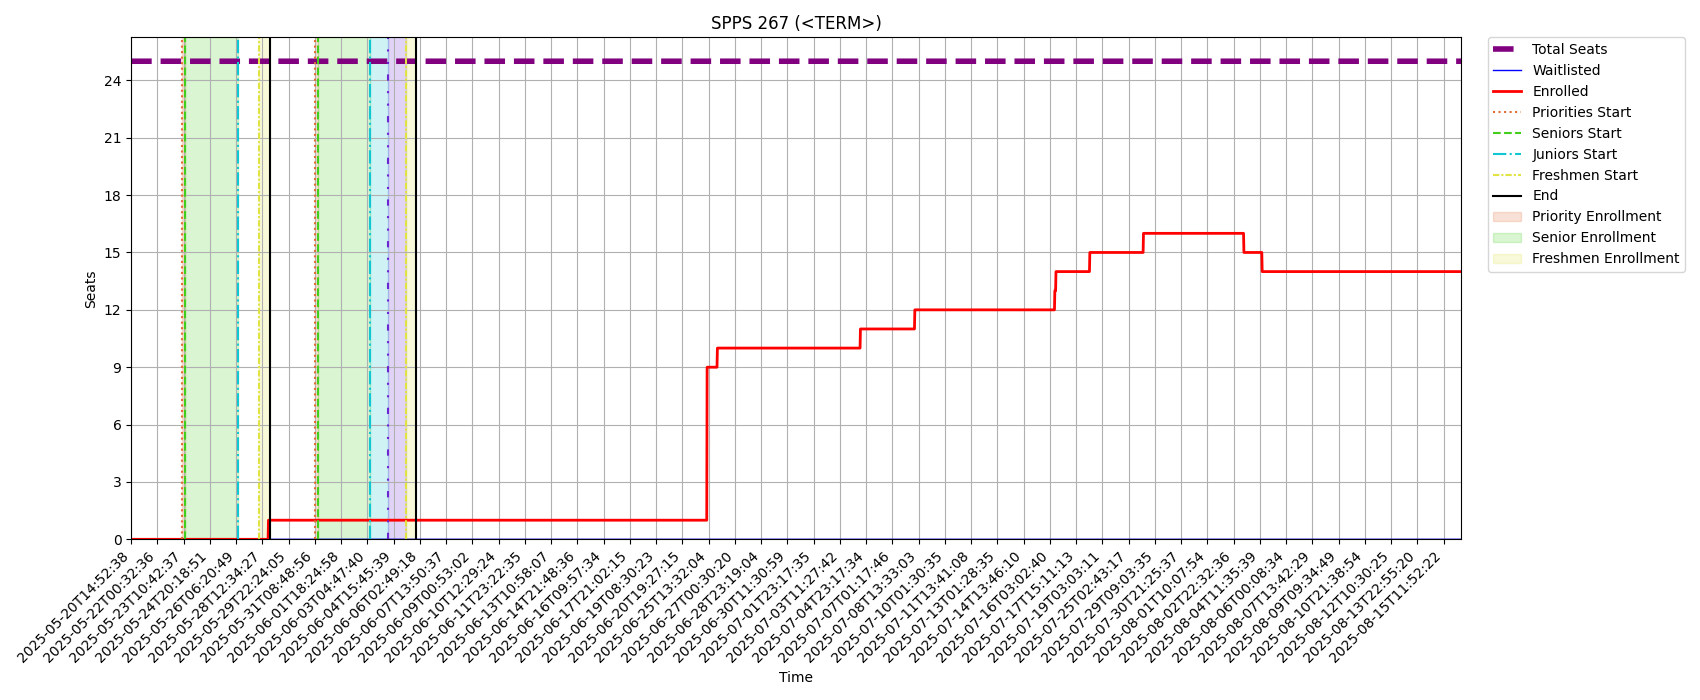 SPPS 267 (<TERM>)
Total Seats
Waitlisted
Enrolled
Priorities Start
Seniors Start
Juniors Start
Freshmen Start
End
Priority Enrollment
Senior Enrollment
Freshmen Enrollment
Seats
24
21
18
15
12
9
6
3
0
2025-05-20T14:52:38
2025-05-22T00:32:36
2025-05-23T10:42:37
2025-05-24T20:18:51
2025-05-26T06:20:49
2025-05-28T12:34:27
2025-05-29T22:24:05
2025-05-31T08:48:56
2025-06-01T18:24:58
2025-06-03T04:47:40
2025-06-04T15:45:39
2025-06-06T02:49:18
2025-06-07T13:50:37
2025-06-09T00:53:02
2025-06-10T12:29:24
2025-06-11T23:22:35
2025-06-13T10:58:07
2025-06-14T21:48:36
2025-06-16T09:57:34
2025-06-17T21:02:15
2025-06-19T08:30:23
2025-06-20T19:27:15
2025-06-25T13:32:04
2025-06-27T00:30:20
2025-06-28T23:19:04
2025-06-30T11:30:59
2025-07-01T23:17:35
2025-07-03T11:27:42
2025-07-04T23:17:34
2025-07-07T01:17:46
2025-07-08T13:33:03
2025-07-10T01:30:35
2025-07-11T13:41:08
2025-07-13T01:28:35
2025-07-14T13:46:10
2025-07-16T03:02:40
2025-07-17T15:11:13
2025-07-19T03:03:11
2025-07-25T02:43:17
2025-07-29T09:03:35
2025-07-30T21:25:37
2025-08-01T10:07:54
2025-08-02T22:32:36
2025-08-04T11:35:39
2025-08-06T00:08:34
2025-08-07T13:42:29
2025-08-09T09:34:49
2025-08-10T21:38:54
2025-08-12T10:30:25
2025-08-13T22:55:20
2025-08-15T11:52:22
Time